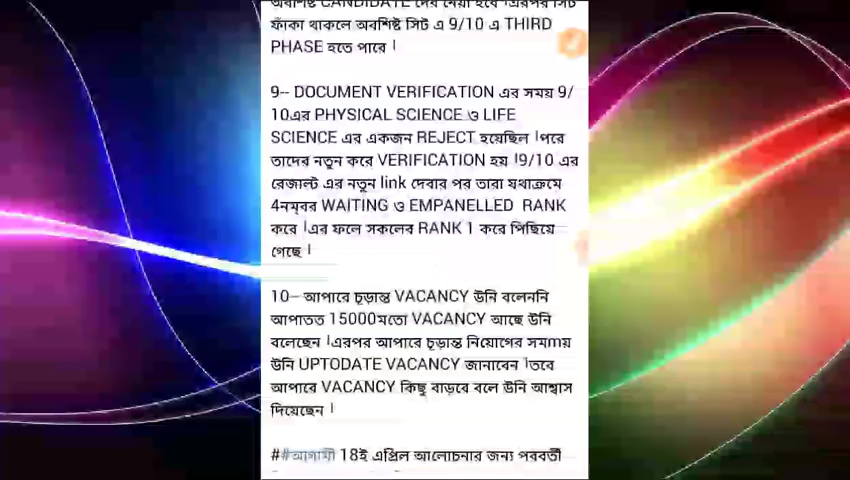 অবশিষ্ট CANDIDATE দের নেয়া হবে ।এরপর সিট
ফাঁকা থাকলে অবশিষ্ট সিট এ 9/10 এ THIRD
PHASE হতে পারে ।
9-- DOCUMENT VERIFICATION এর সময় 9/
10এর PHYSICAL SCIENCE ও LIFE
SCIENCE এর একজন REJECT হয়েছিল ।পরে
তাদের নতুন করে VERIFICATION হয় ।9/10 এর
রেজাল্ট এর নতুন link দেবার পর তারা যথাক্রমে
4নম্বর WAITING ও EMPANELLED RANK
করে ।এর ফলে সকলের RANK 1 করে পিছিয়ে
গেছে ।
10-- আপারে চূড়ান্ত VACANCY উনি বলেননি
আপাতত 15000মতো VACANCY আছে উনি
বলেছেন ।এরপর আপারে চূড়ান্ত নিয়োগের সমmয়
উনি UPTODATE VACANCY জানাবেন ।তবে
আপারে VACANCY কিছু বাড়বে বলে উনি আশ্বাস
দিয়েছেন ।
##আগামী 18ই এপ্রিল আলোচনার জন্য পরবর্তী